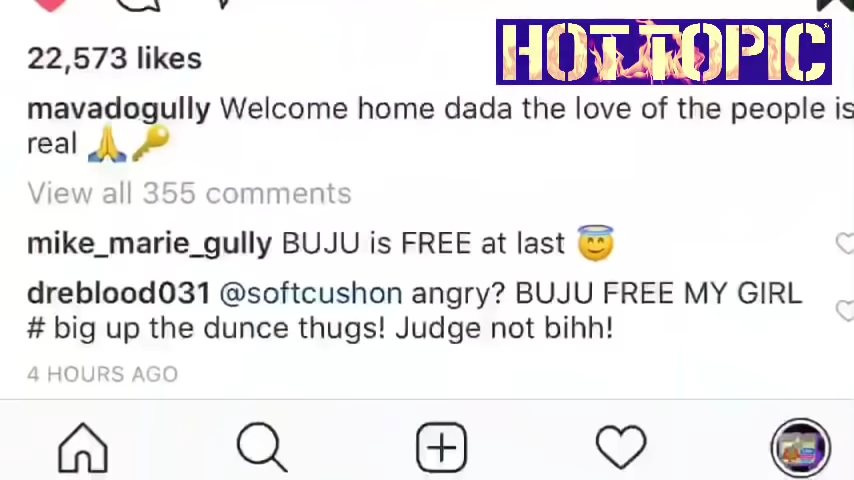 HOT TOPIC
22,573 likes
mavadogully Welcome home dada the love of the people is
real 🙏🔑
View all 355 comments
mike_marie_gully BUJU is FREE at last 😇
dreblood031 @softcushon angry? BUJU FREE MY GIRL
# big up the dunce thugs! Judge not bihh!
4 HOURS AGO